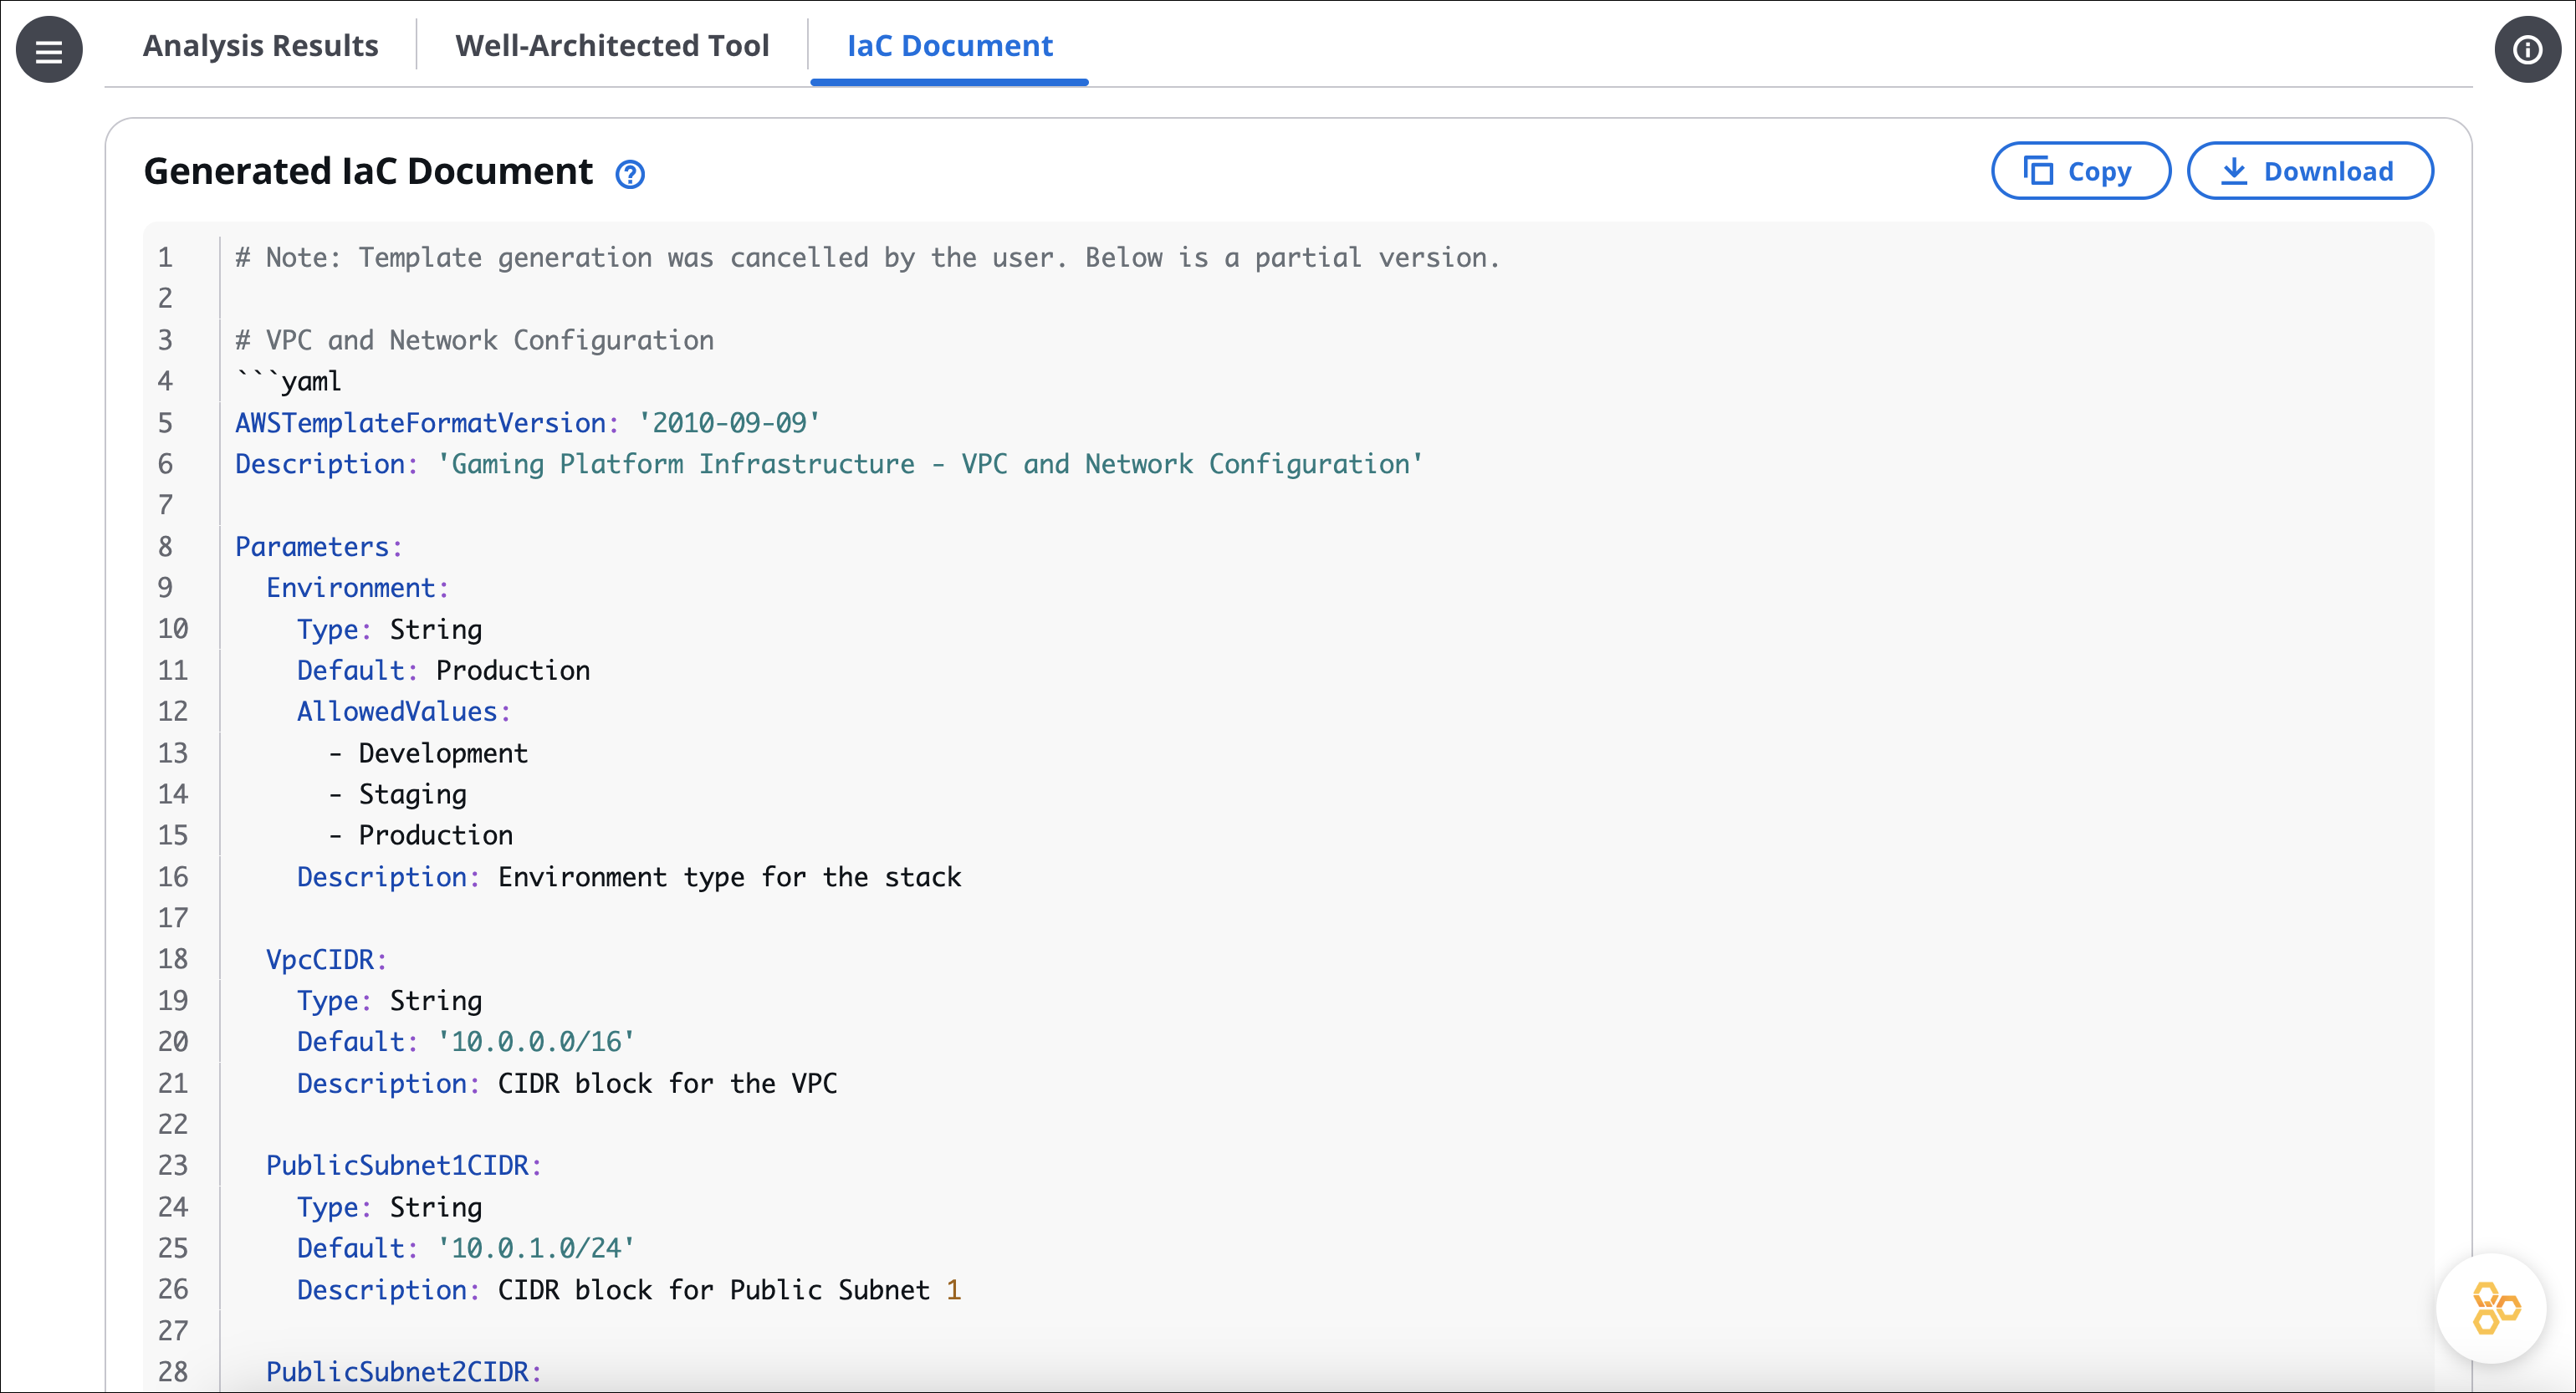 Analysis Results
Well-Architected Tool
IaC Document
Generated IaC Document
Copy
Download
1 # Note: Template generation was cancelled by the user. Below is a partial version.
2
3 # VPC and Network Configuration
4 ```yaml
5 AWSTemplateFormatVersion: '2010-09-09'
6 Description: 'Gaming Platform Infrastructure - VPC and Network Configuration'
7
8 Parameters:
9   Environment:
10     Type: String
11     Default: Production
12     AllowedValues:
13       - Development
14       - Staging
15       - Production
16     Description: Environment type for the stack
17
18   VpcCIDR:
19     Type: String
20     Default: '10.0.0.0/16'
21     Description: CIDR block for the VPC
22
23   PublicSubnet1CIDR:
24     Type: String
25     Default: '10.0.1.0/24'
26     Description: CIDR block for Public Subnet 1
27
28   PublicSubnet2CIDR: